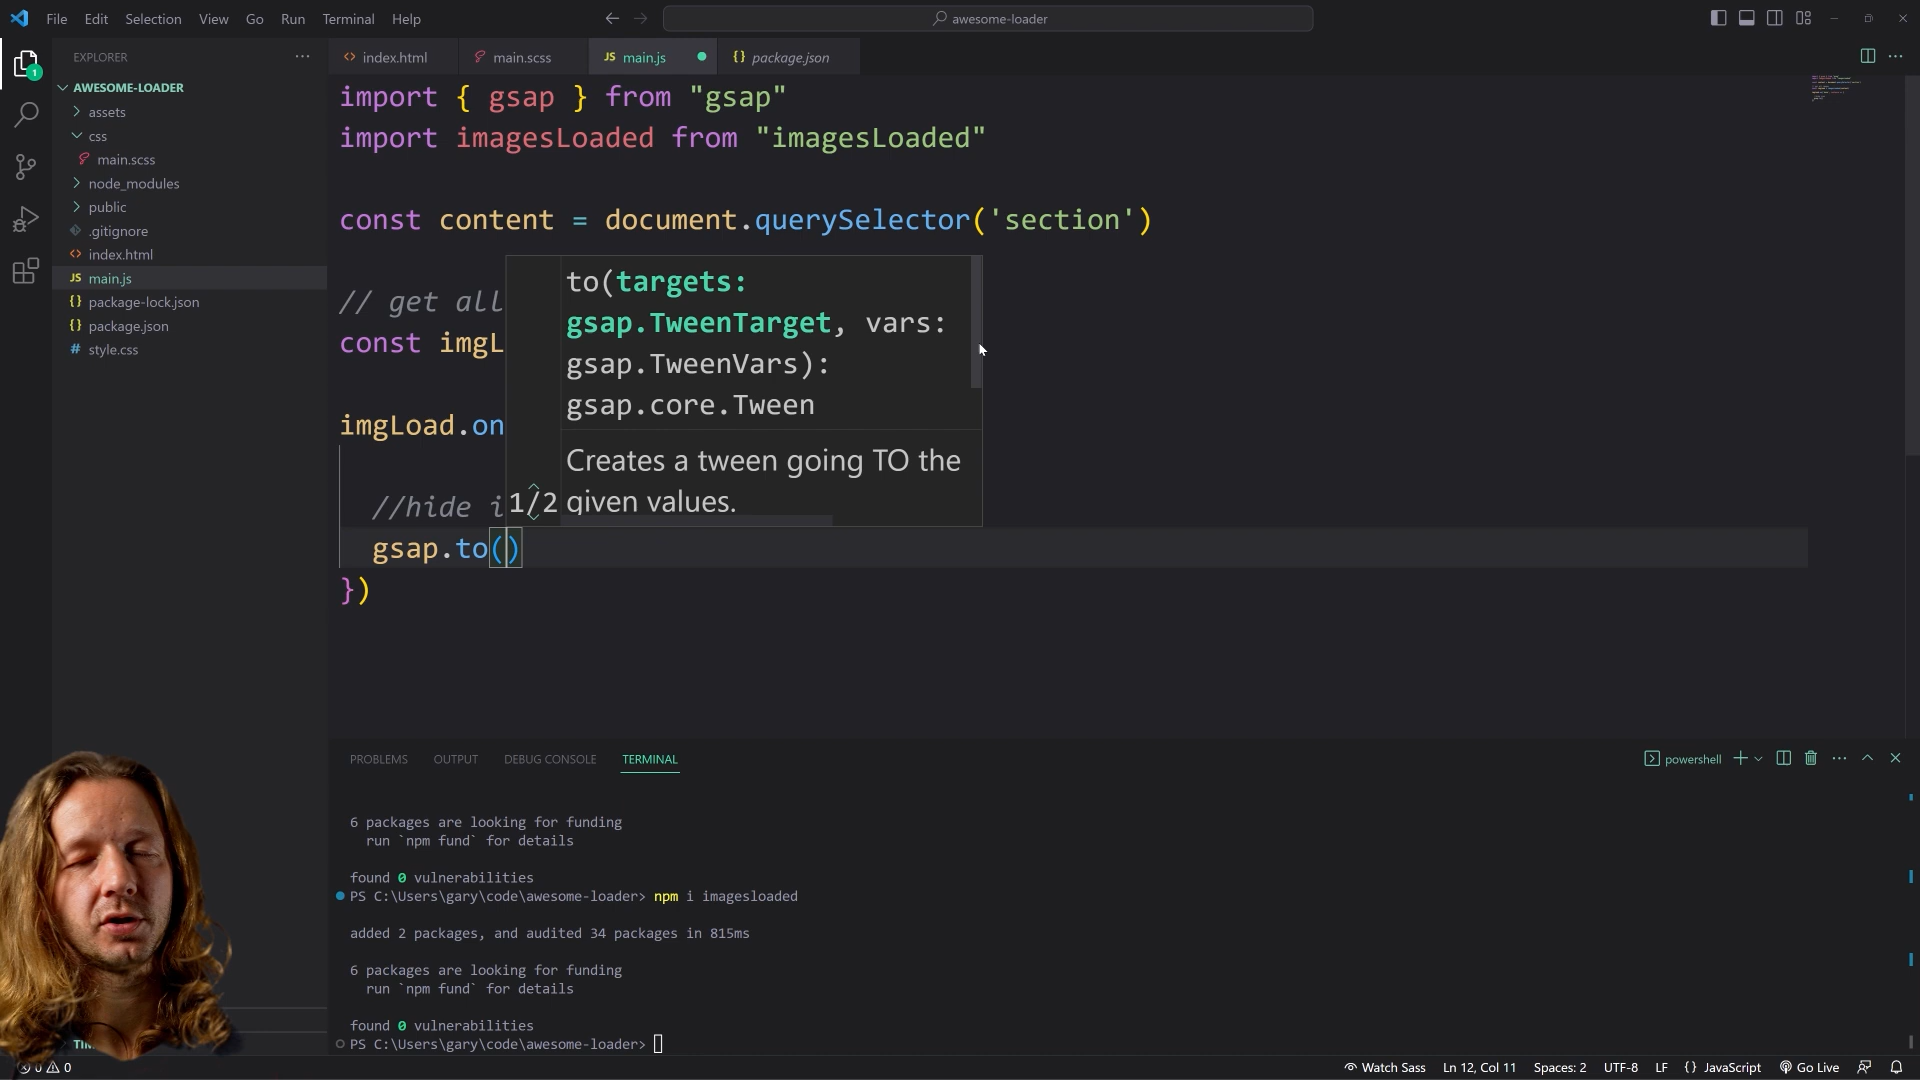 File Edit Selection View Go Run Terminal Help
awesome-loader
EXPLORER
AWESOME-LOADER
assets
css
main.scss
node_modules
public
.gitignore
index.html
JS main.js
{} package-lock.json
{} package.json
# style.css
1
index.html
main.scss
JS main.js
{} package.json
import { gsap } from "gsap"
import imagesLoaded from "imagesLoaded"
const content = document.querySelector('section')
// get all
const imgL
imgLoad.on
//hide i
gsap.to()
})
to(targets:
gsap.TweenTarget, vars:
gsap.TweenVars):
gsap.core.Tween
Creates a tween going TO the
1/2 given values.
PROBLEMS OUTPUT DEBUG CONSOLE TERMINAL
powershell
6 packages are looking for funding
run `npm fund` for details
found 0 vulnerabilities
PS C:\Users\gary\code\awesome-loader> npm i imagesloaded
added 2 packages, and audited 34 packages in 815ms
6 packages are looking for funding
run `npm fund` for details
found 0 vulnerabilities
PS C:\Users\gary\code\awesome-loader>
0 0
Watch Sass Ln 12, Col 11 Spaces: 2 UTF-8 LF {} JavaScript Go Live